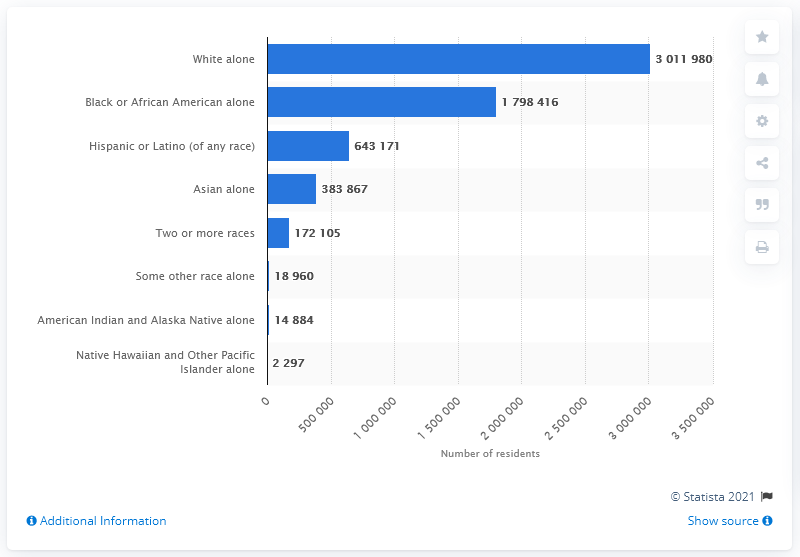 White alone
3 011 980
Black or African American alone
1 798 416
Hispanic or Latino (of any race)
643 171
Asian alone
383 867
Two or more races
172 105
Some other race alone
18 960
American Indian and Alaska Native alone
14 884
Native Hawaiian and Other Pacific
Islander alone
2 297
0
500 000
1 000 000
1 500 000
2 000 000
2 500 000
3 000 000
3 500 000
Number of residents
© Statista 2021
Additional Information
Show source